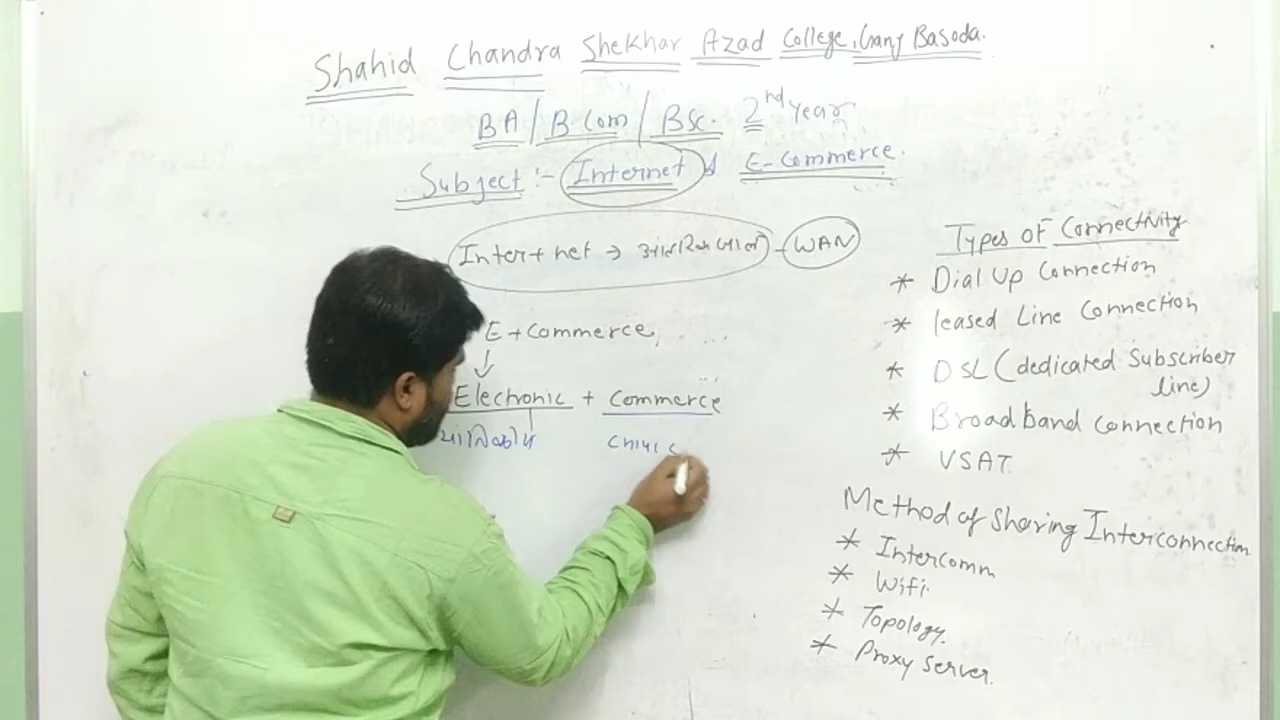 Shahid Chandra Shekhar Azad College, Ganj Basoda.
BA / B Com / BSc. 2nd Year
Subject :- Internet & E-Commerce.
Inter + net → - WAN
E + Commerce
↓
Electronic + Commerce
Types of Connectivity
* Dial Up Connection
* leased Line Connection
* DSL (dedicated Subscriber
line)
* Broad band Connection
* VSAT.
Method of Sharing Interconnection
* Intercomm
* Wifi.
* Topology.
* Proxy Server.